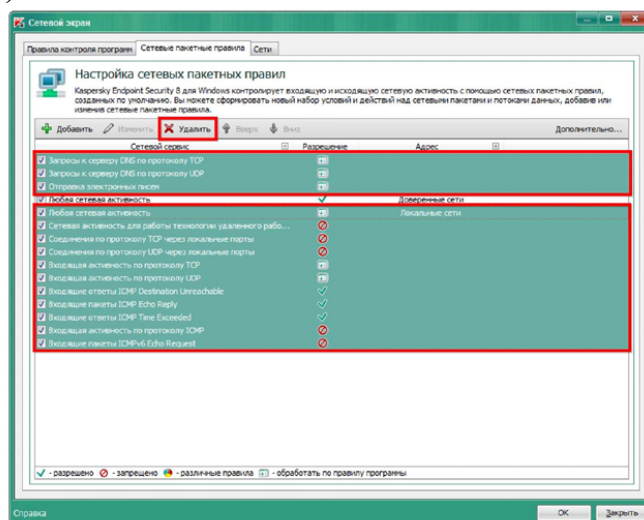 Сетевой экран
Правила контроля программ Сетевые пакетные правила Сети
Настройка сетевых пакетных правил
Kaspersky Endpoint Security 8 для Windows контролирует входящую и исходящую сетевую активность с помощью сетевых пакетных правил,
созданных по умолчанию. Вы можете сформировать новый набор условий и действий над сетевыми пакетами и потоками данных, добавив или
изменив сетевые пакетные правила.
Добавить Изменить Удалить Вверх Вниз Дополнительно...
Сетевой сервис Разрешение Адрес
Запросы к серверу DNS по протоколу TCP
Запросы к серверу DNS по протоколу UDP
Отправка электронных писем
Любая сетевая активность Доверенные сети
Любая сетевая активность Локальные сети
Сетевая активность для работы технологии удаленного рабо...
Соединения по протоколу TCP через локальные порты
Соединения по протоколу UDP через локальные порты
Входящая активность по протоколу TCP
Входящая активность по протоколу UDP
Входящие ответы ICMP Destination Unreachable
Входящие пакеты ICMP Echo Reply
Входящие ответы ICMP Time Exceeded
Входящая активность по протоколу ICMP
Входящие пакеты ICMPv6 Echo Request
- разрешено - запрещено - различные правила - обработать по правилу программы
Справка OK Закрыть